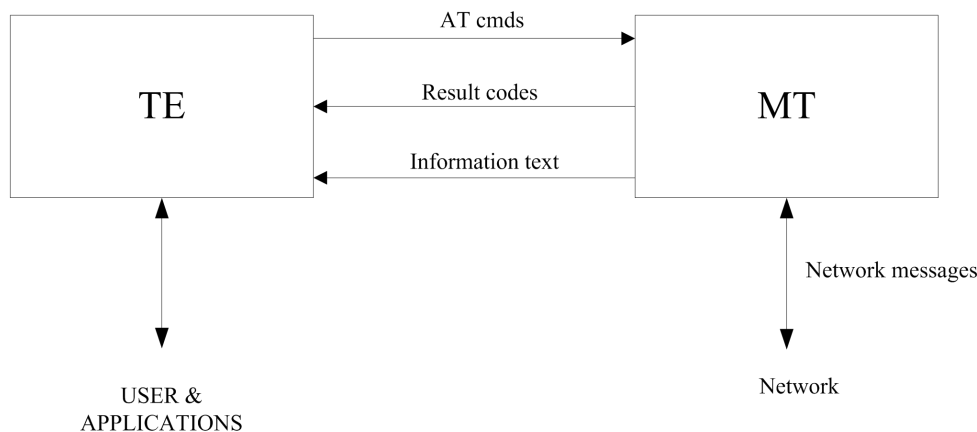 AT cmds
TE
MT
Result codes
Information text
Network messages
USER &
APPLICATIONS
Network